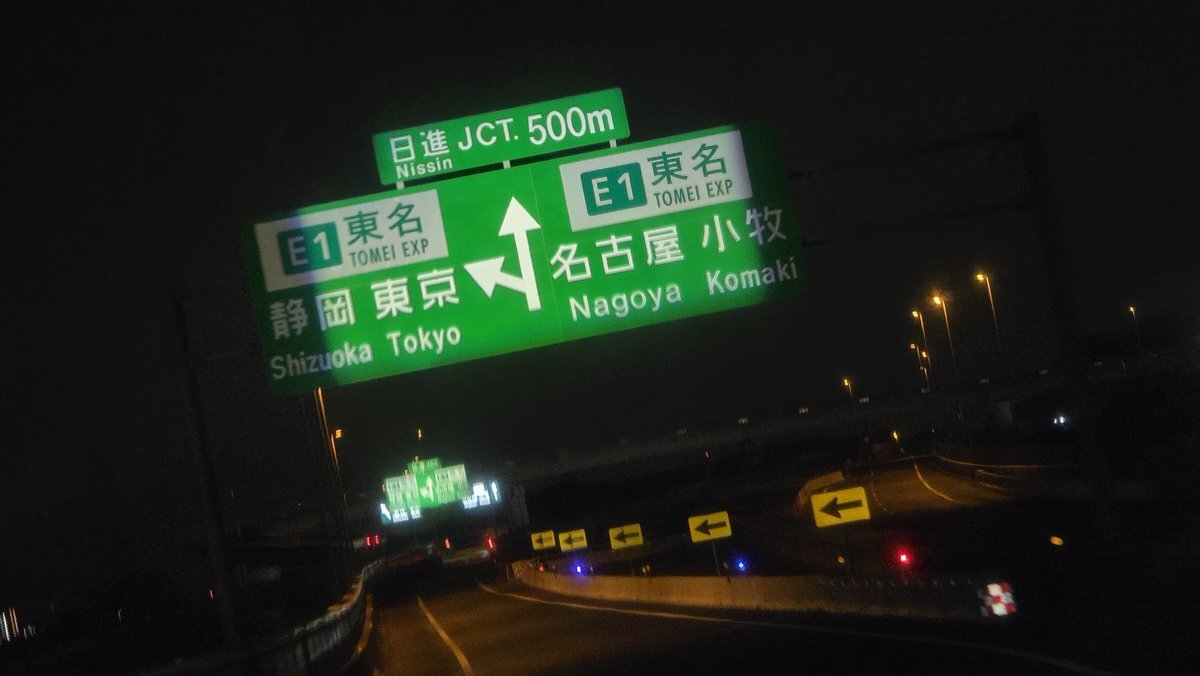 日進 JCT. 500m
Nissin
E1 東名
TOMEI EXP
静岡 東京
Shizuoka Tokyo
E1 東名
TOMEI EXP
名古屋 小牧
Nagoya Komaki